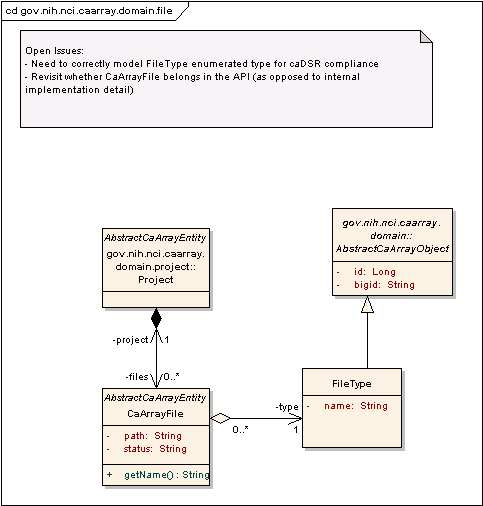 cd gov.nih.nci.caarray.domain.file
Open Issues:
- Need to correctly model FileType enumerated type for caDSR compliance
- Revisit whether CaArrayFile belongs in the API (as opposed to internal
implementation detail)
gov.nih.nci.caarray.
domain::
AbstractCaArrayObject
- id: Long
- bigid: String
AbstractCaArrayEntity
gov.nih.nci.caarray.
domain.project::
Project
-project
1
-files
0..*
AbstractCaArrayEntity
CaArrayFile
- path: String
- status: String
+ getName() : String
0..*
-type
1
FileType
- name: String